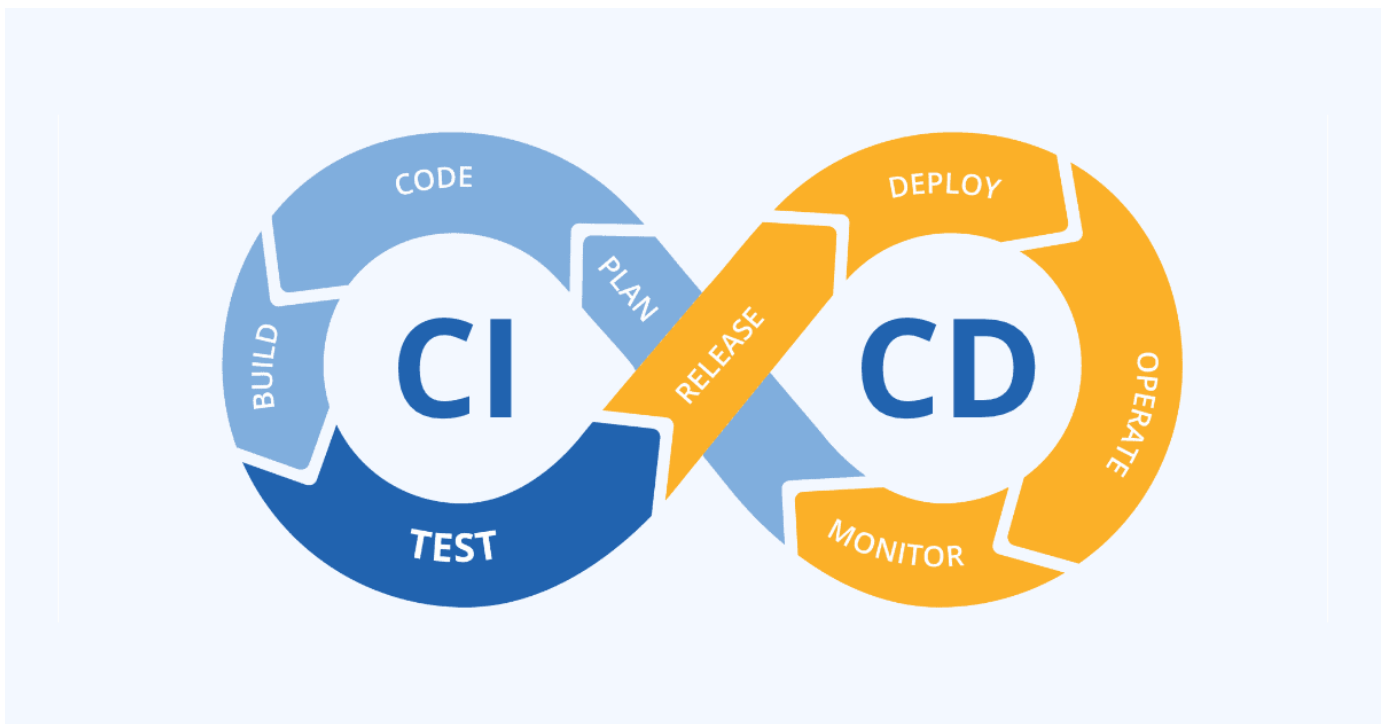 CODE
DEPLOY
PLAN
BUILD
CI
RELEASE
CD
OPERATE
TEST
MONITOR